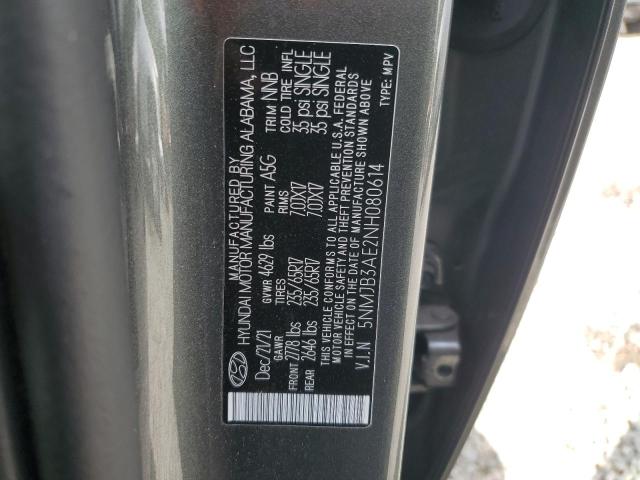 MANUFACTURED BY
HYUNDAI MOTOR MANUFACTURING ALABAMA, LLC
Dec/21/21 GVWR 4629 lbs PAINT A5G TRIM NNB
GAWR TIRES RIMS COLD TIRE INFL
FRONT 2778 lbs 235/65R17 7.0JX17 35 psi SINGLE
REAR 2646 lbs 235/65R17 7.0JX17 35 psi SINGLE
THIS VEHICLE CONFORMS TO ALL APPLICABLE U.S.A. FEDERAL
MOTOR VEHICLE SAFETY AND THEFT PREVENTION STANDARDS
IN EFFECT ON THE DATE OF MANUFACTURE SHOWN ABOVE
V.I.N 5NMJB3AE2NH080614 TYPE: MPV